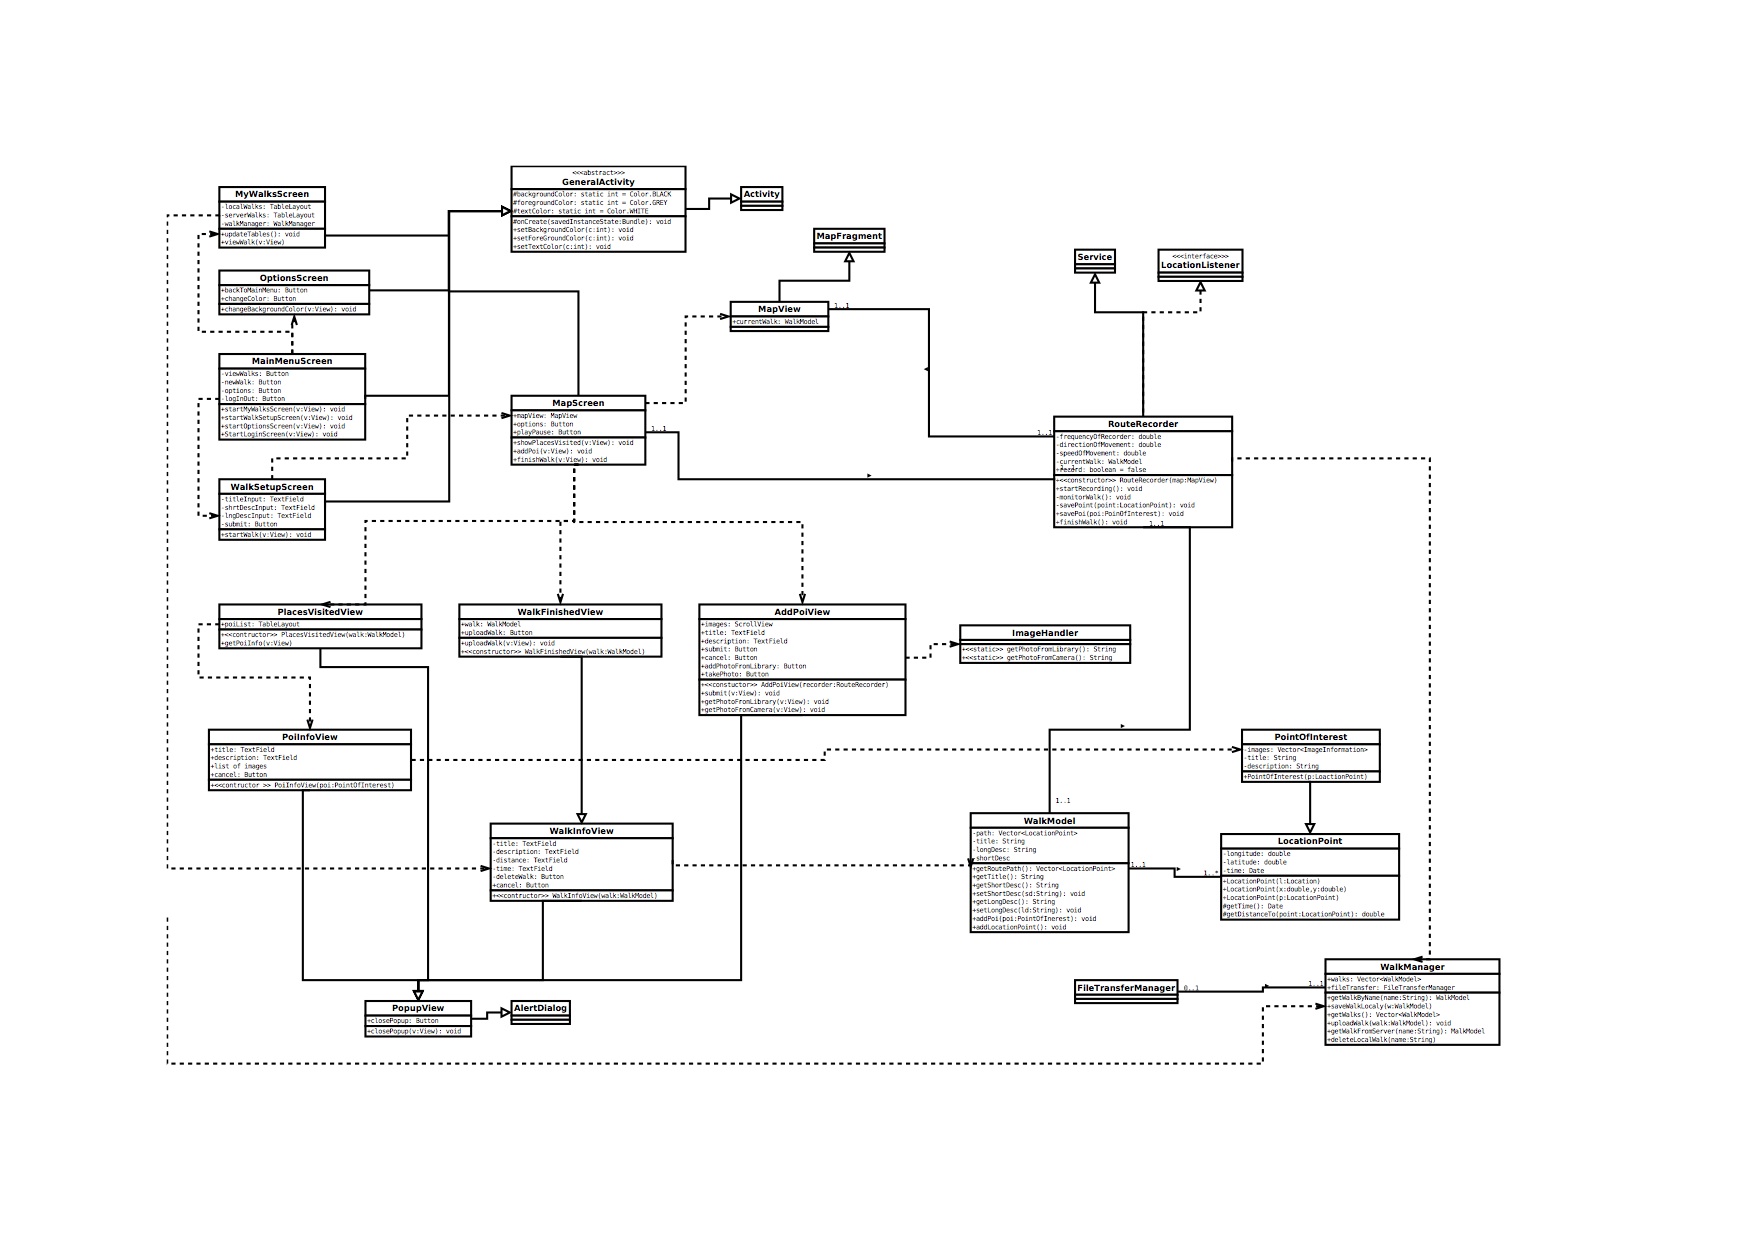 <<<abstract>>>
GeneralActivity
#backgroundColor: static int = Color.BLACK
#foregroundColor: static int = Color.GREY
#textColor: static int = Color.WHITE
#onCreate(savedInstanceState:Bundle): void
+setBackgroundColor(c:int): void
+setForeGroundColor(c:int): void
+setTextColor(c:int): void
Activity
MyWalksScreen
-localWalks: TableLayout
-serverWalks: TableLayout
-walkManager: WalkManager
+updateTables(): void
+viewWalk(v:View)
MapFragment
Service
<<<interface>>>
LocationListener
OptionsScreen
+backToMainMenu: Button
+changeColor: Button
+changeBackgroundColor(v:View): void
MapView
+currentWalk: WalkModel
1..1
MainMenuScreen
-viewWalks: Button
-newWalk: Button
-options: Button
-logInOut: Button
+startMyWalksScreen(v:View): void
+startWalkSetupScreen(v:View): void
+startOptionsScreen(v:View): void
+StartLoginScreen(v:View): void
MapScreen
+mapView: MapView
+options: Button
+playPause: Button
+showPlacesVisited(v:View): void
+addPoi(v:View): void
+finishWalk(v:View): void
1..1
1..1
RouteRecorder
-frequencyOfRecorder: double
-directionOfMovement: double
-speedOfMovement: double
-currentWalk: WalkModel
+record: boolean = false
+<<constructor>> RouteRecorder(map:MapView)
+startRecording(): void
-monitorWalk(): void
-savePoint(point:LocationPoint): void
+savePoi(poi:PoinOfInterest): void
+finishWalk(): void
1..1
WalkSetupScreen
-titleInput: TextField
-shrtDescInput: TextField
-lngDescInput: TextField
-submit: Button
+startWalk(v:View): void
PlacesVisitedView
+poiList: TableLayout
+<<contructor>> PlacesVisitedView(walk:WalkModel)
+getPoiInfo(v:View)
WalkFinishedView
+walk: WalkModel
+uploadWalk: Button
+uploadWalk(v:View): void
+<<constructor>> WalkFinishedView(walk:WalkModel)
AddPoiView
+images: ScrollView
+title: TextField
+description: TextField
+submit: Button
+cancel: Button
+addPhotoFromLibrary: Button
+takePhoto: Button
+<<constuctor>> AddPoiView(recorder:RouteRecorder)
+submit(v:View): void
+getPhotoFromLibrary(v:View): void
+getPhotoFromCamera(v:View): void
ImageHandler
+<<static>> getPhotoFromLibrary(): String
+<<static>> getPhotoFromCamera(): String
PoiInfoView
+title: TextField
+description: TextField
+list of images
+cancel: Button
+<<contructor >> PoiInfoView(poi:PointOfInterest)
PointOfInterest
-images: Vector<ImageInformation>
-title: String
-description: String
+PointOfInterest(p:LoactionPoint)
WalkInfoView
-title: TextField
-description: TextField
-distance: TextField
-time: TextField
-deleteWalk: Button
+cancel: Button
+<<contructor>> WalkInfoView(walk:WalkModel)
1..1
WalkModel
-path: Vector<LocationPoint>
-title: String
-longDesc: String
-shortDesc
+getRoutePath(): Vector<LocationPoint>
+getTitle(): String
+getShortDesc(): String
+setShortDesc(sd:String): void
+getLongDesc(): String
+setLongDesc(ld:String): void
+addPoi(poi:PointOfInerest): void
+addLocationPoint(): void
1..1
1..*
LocationPoint
-longitude: double
-latitude: double
-time: Date
+LocationPoint(l:Location)
+LocationPoint(x:double,y:double)
+LocationPoint(p:LocationPoint)
#getTime(): Date
#getDistanceTo(point:LocationPoint): double
PopupView
+closePopup: Button
+closePopup(v:View): void
AlertDialog
FileTransferManager
0..1
1..1
WalkManager
+walks: Vector<WalkModel>
+fileTransfer: FileTransferManager
+getWalkByName(name:String): WalkModel
+saveWalkLocaly(w:WalkModel)
+getWalks(): Vector<WalkModel>
+uploadWalk(walk:WalkModel): void
+getWalkFromServer(name:String): MalkModel
+deleteLocalWalk(name:String)